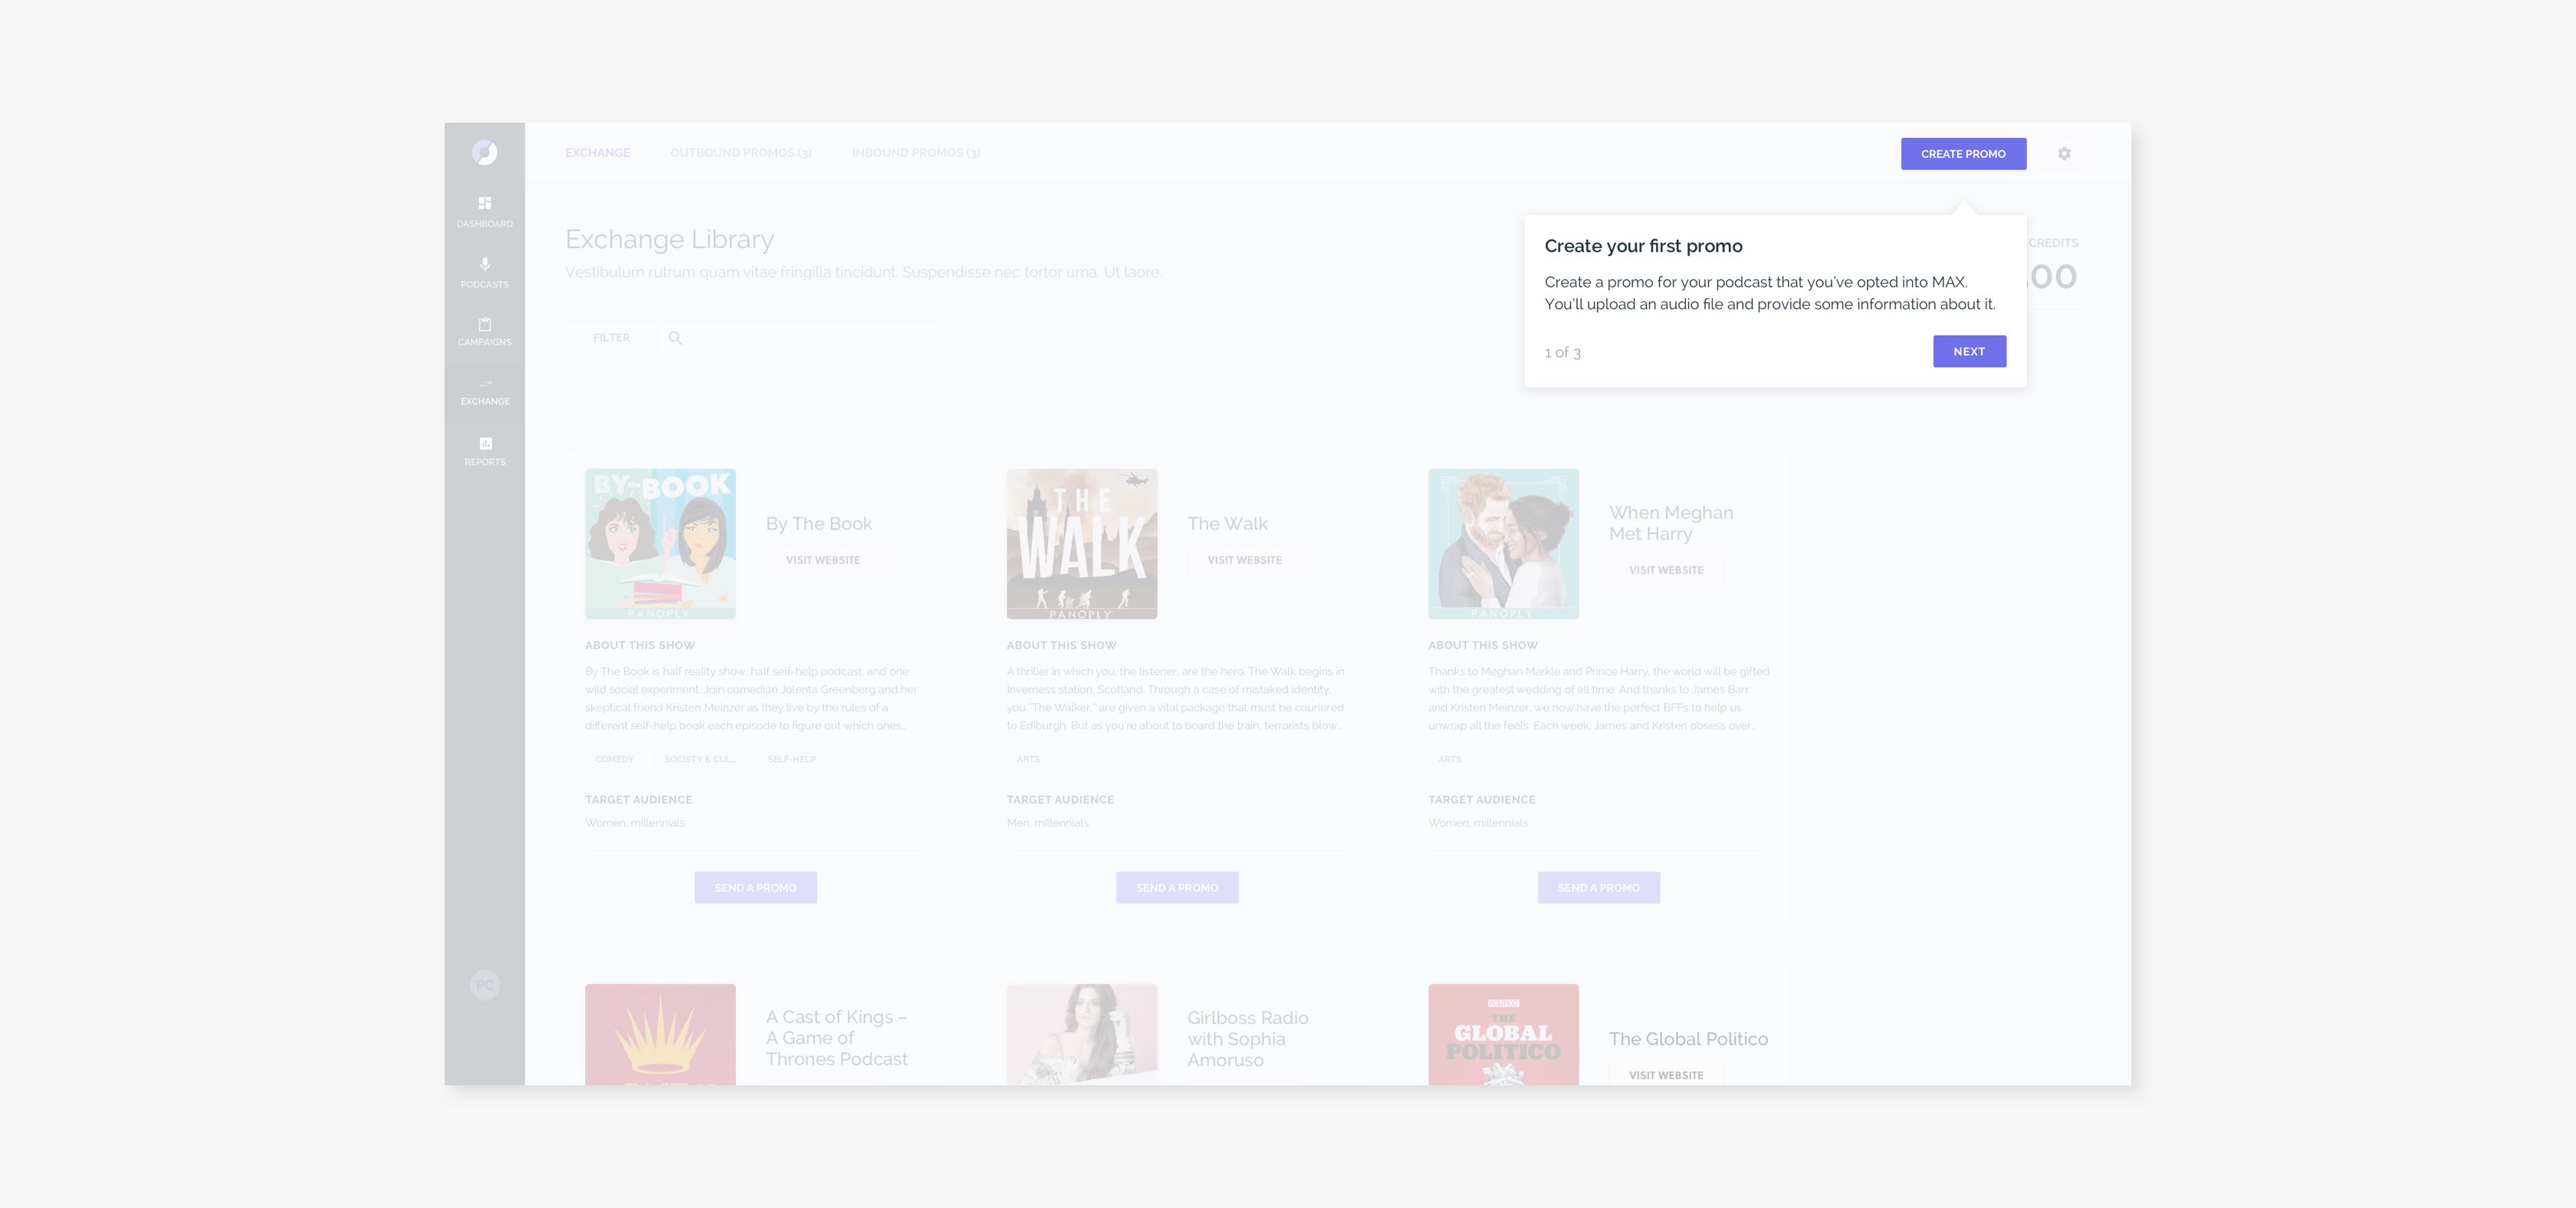 EXCHANGE
OUTBOUND PROMOS (3)
INBOUND PROMOS (3)
CREATE PROMO
DASHBOARD
PODCASTS
CAMPAIGNS
EXCHANGE
REPORTS
PC
Exchange Library
Vestibulum rutrum quam vitae fringilla tincidunt. Suspendisse nec tortor urna. Ut laore.
CREDITS
00
Create your first promo
Create a promo for your podcast that you've opted into MAX.
You'll upload an audio file and provide some information about it.
1 of 3
NEXT
FILTER
BY the BOOK
PANOPLY
By The Book
VISIT WEBSITE
ABOUT THIS SHOW
By The Book is half reality show, half self-help podcast, and one
wild social experiment. Join comedian Jolenta Greenberg and her
skeptical friend Kristen Meinzer as they live by the rules of a
different self-help book each episode to figure out which ones...
COMEDY
SOCIETY & CUL...
SELF-HELP
TARGET AUDIENCE
Women, millennials
SEND A PROMO
THE
WALK
PANOPLY
The Walk
VISIT WEBSITE
ABOUT THIS SHOW
A thriller in which you, the listener, are the hero. The Walk begins in
Inverness station, Scotland. Through a case of mistaked identity,
you "The Walker," are given a vital package that must be couriered
to Ediburgh. But as you're about to board the train, terrorists blow...
ARTS
TARGET AUDIENCE
Men, millennials
SEND A PROMO
PANOPLY
When Meghan
Met Harry
VISIT WEBSITE
ABOUT THIS SHOW
Thanks to Meghan Markle and Prince Harry, the world will be gifted
with the greatest wedding of all time. And thanks to James Barr
and Kristen Meinzer, we now have the perfect BFFs to help us
unwrap all the feels. Each week, James and Kristen obsess over...
ARTS
TARGET AUDIENCE
Women, millennials
SEND A PROMO
A Cast of Kings –
A Game of
Thrones Podcast
Girlboss Radio
with Sophia
Amoruso
POLITICO
THE
GLOBAL
POLITICO
The Global Politico
VISIT WEBSITE